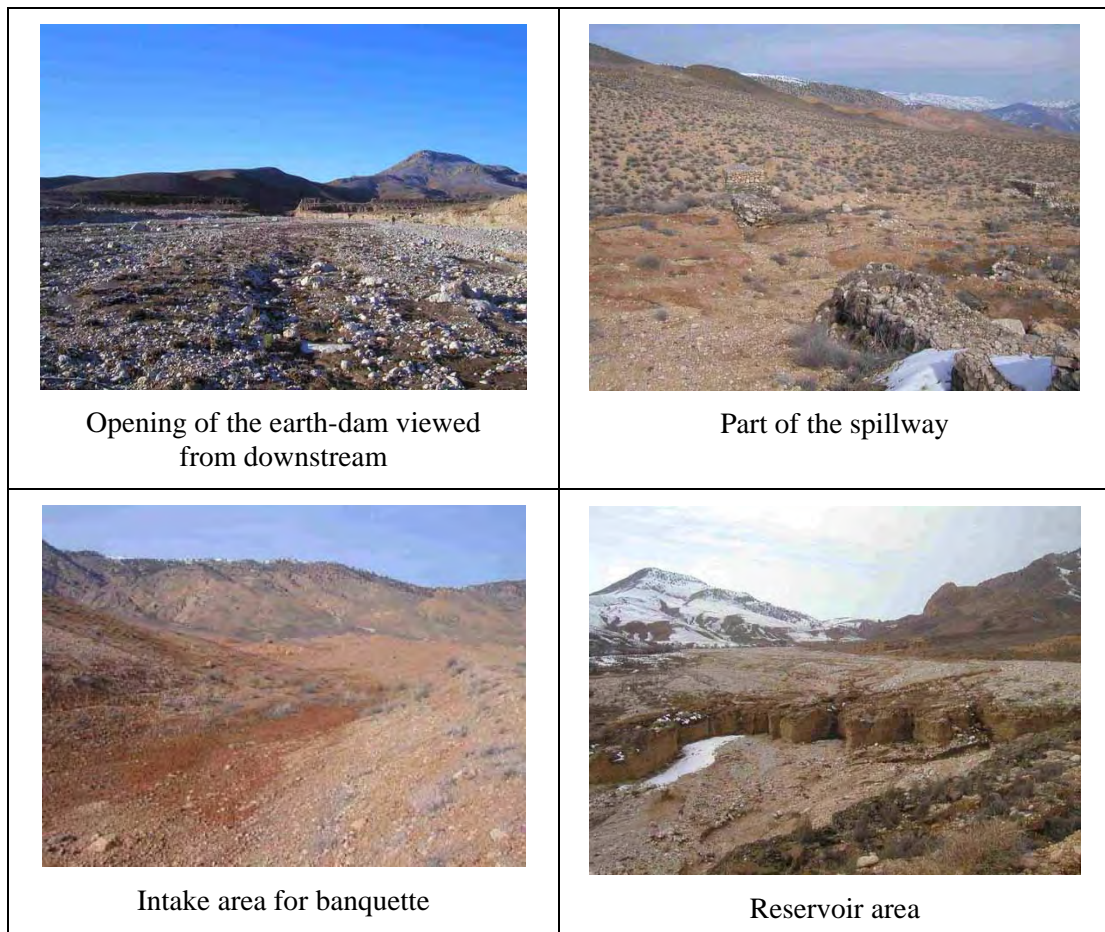 Opening of the earth-dam viewed
from downstream
Part of the spillway
Intake area for banquette
Reservoir area